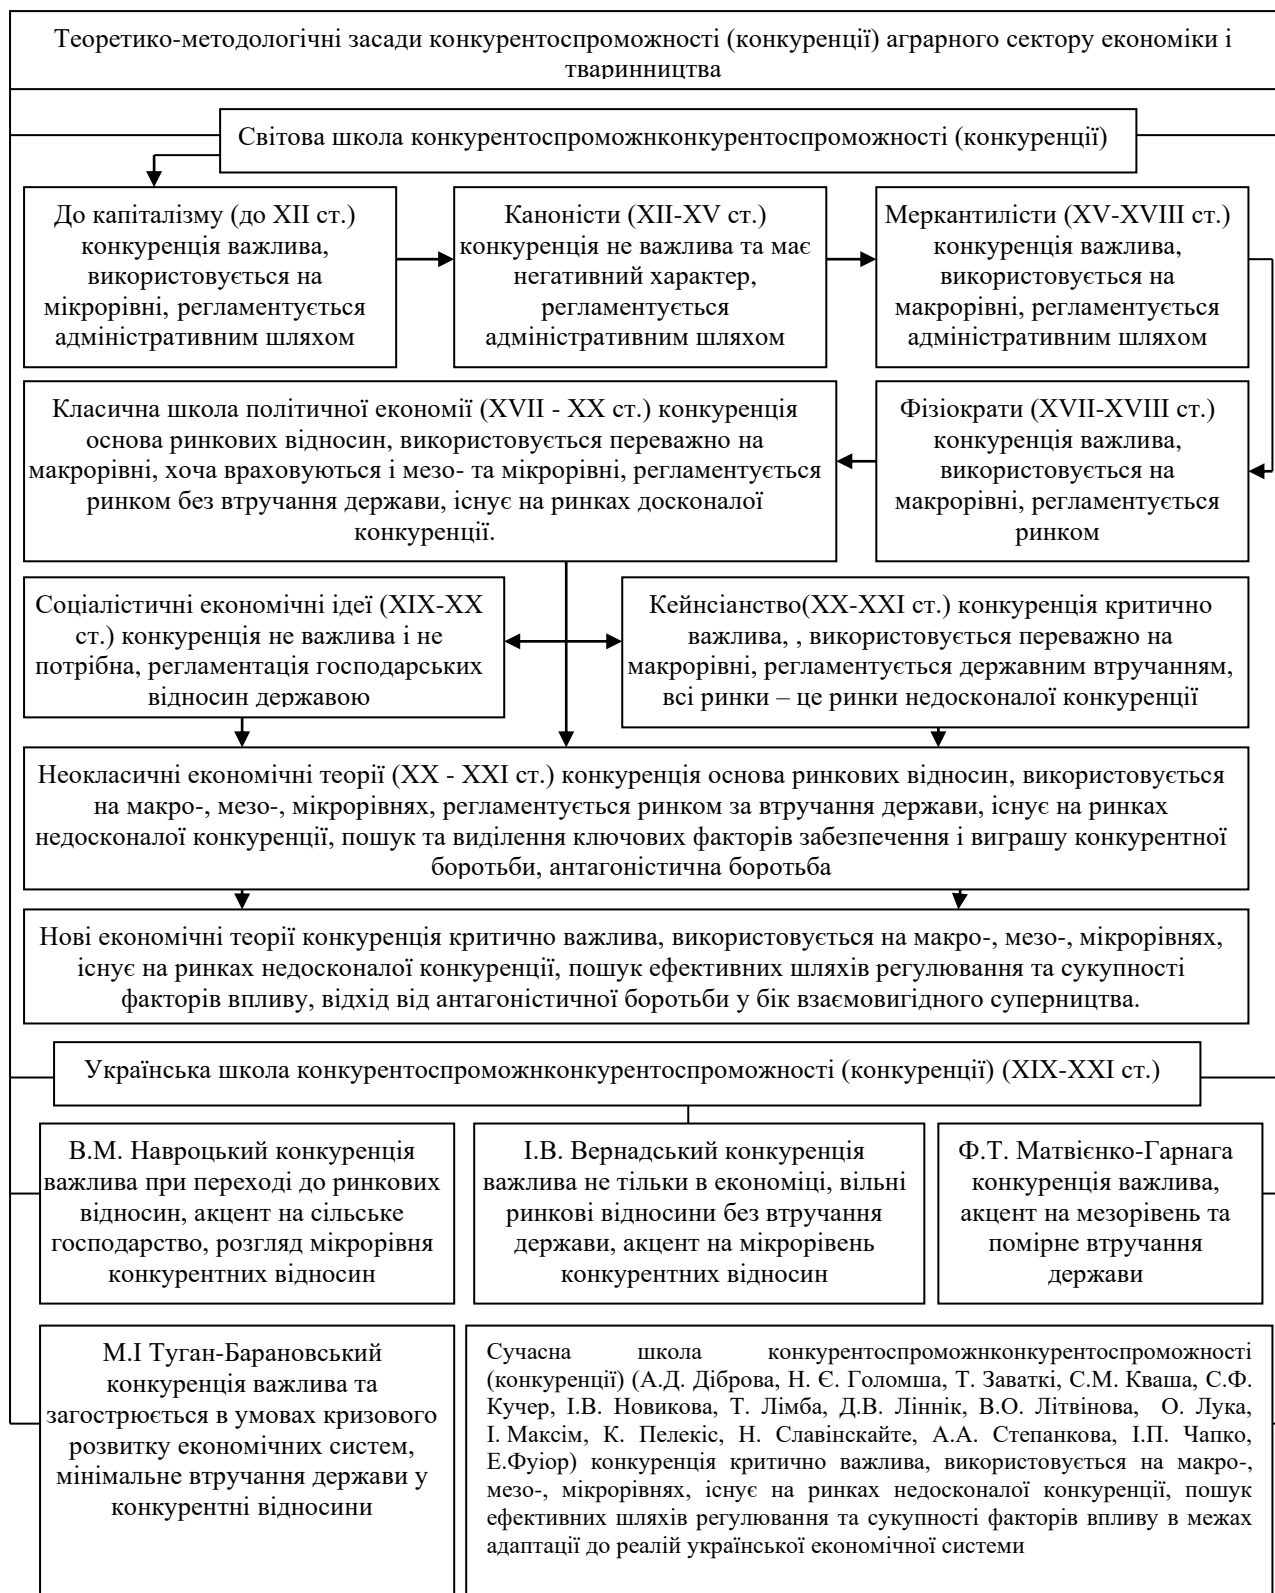 Теоретико-методологічні засади конкурентоспроможності (конкуренції) аграрного сектору економіки і
тваринництва
Світова школа конкурентоспроможнконкурентоспроможності (конкуренції)
До капіталізму (до XII ст.)
конкуренція важлива,
використовується на
мікрорівні, регламентується
адміністративним шляхом
Каноністи (XII-XV ст.)
конкуренція не важлива та має
негативний характер,
регламентується
адміністративним шляхом
Меркантилісти (XV-XVIII ст.)
конкуренція важлива,
використовується на
макрорівні, регламентується
адміністративним шляхом
Класична школа політичної економії (XVII - XX ст.) конкуренція
основа ринкових відносин, використовується переважно на
макрорівні, хоча враховуються і мезо- та мікрорівні, регламентується
ринком без втручання держави, існує на ринках досконалої
конкуренції.
Фізіократи (XVII-XVIII ст.)
конкуренція важлива,
використовується на
макрорівні, регламентується
ринком
Соціалістичні економічні ідеї (XIX-XX
ст.) конкуренція не важлива і не
потрібна, регламентація господарських
відносин державою
Кейнсіанство(XX-XXI ст.) конкуренція критично
важлива, , використовується переважно на
макрорівні, регламентується державним втручанням,
всі ринки – це ринки недосконалої конкуренції
Неокласичні економічні теорії (XX - XXI ст.) конкуренція основа ринкових відносин, використовується
на макро-, мезо-, мікрорівнях, регламентується ринком за втручання держави, існує на ринках
недосконалої конкуренції, пошук та виділення ключових факторів забезпечення і виграшу конкурентної
боротьби, антагоністична боротьба
Нові економічні теорії конкуренція критично важлива, використовується на макро-, мезо-, мікрорівнях,
існує на ринках недосконалої конкуренції, пошук ефективних шляхів регулювання та сукупності
факторів впливу, відхід від антагоністичної боротьби у бік взаємовигідного суперництва.
Українська школа конкурентоспроможнконкурентоспроможності (конкуренції) (XIX-XXI ст.)
В.М. Навроцький конкуренція
важлива при переході до ринкових
відносин, акцент на сільське
господарство, розгляд мікрорівня
конкурентних відносин
І.В. Вернадський конкуренція
важлива не тільки в економіці, вільні
ринкові відносини без втручання
держави, акцент на мікрорівень
конкурентних відносин
Ф.Т. Матвієнко-Гарнага
конкуренція важлива,
акцент на мезорівень та
помірне втручання
держави
М.І Туган-Барановський
конкуренція важлива та
загострюється в умовах кризового
розвитку економічних систем,
мінімальне втручання держави у
конкурентні відносини
Сучасна школа конкурентоспроможнконкурентоспроможності
(конкуренції) (А.Д. Діброва, Н. Є. Голомша, Т. Заваткі, С.М. Кваша, С.Ф.
Кучер, І.В. Новикова, Т. Лімба, Д.В. Ліннік, В.О. Літвінова, О. Лука,
І. Максім, К. Пелекіс, Н. Славінскайте, А.А. Степанкова, І.П. Чапко,
Е.Фуіор) конкуренція критично важлива, використовується на макро-,
мезо-, мікрорівнях, існує на ринках недосконалої конкуренції, пошук
ефективних шляхів регулювання та сукупності факторів впливу в межах
адаптації до реалій української економічної системи